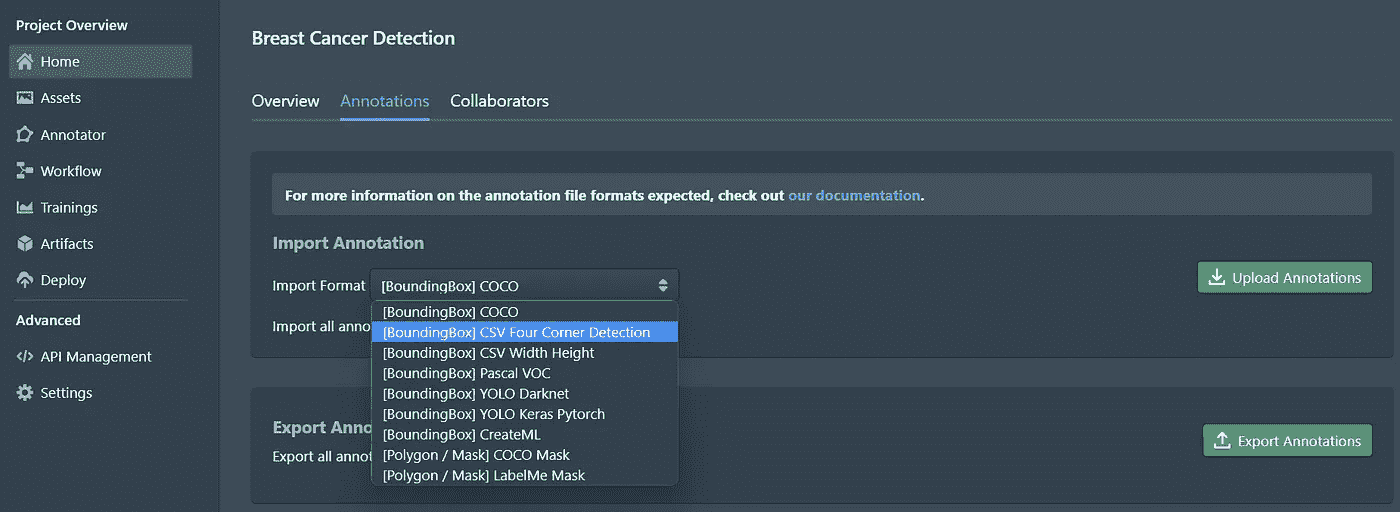 Project Overview
Home
Assets
Annotator
Workflow
Trainings
Artifacts
Deploy
Advanced
API Management
Settings
Breast Cancer Detection
Overview Annotations Collaborators
For more information on the annotation file formats expected, check out our documentation.
Import Annotation
Import Format [BoundingBox] COCO
Upload Annotations
Import all anno
[BoundingBox] COCO
[BoundingBox] CSV Four Corner Detection
[BoundingBox] CSV Width Height
[BoundingBox] Pascal VOC
[BoundingBox] YOLO Darknet
[BoundingBox] YOLO Keras Pytorch
[BoundingBox] CreateML
[Polygon / Mask] COCO Mask
[Polygon / Mask] LabelMe Mask
Export Anno
Export all annot
Export Annotations